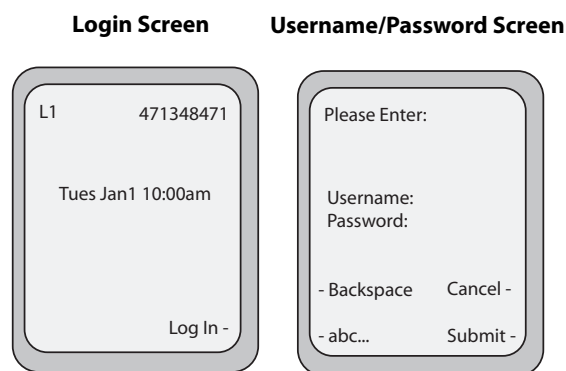 Login Screen
Username/Password Screen
L1 471348471
Tues Jan1 10:00am
Log In -
Please Enter:
Username:
Password:
- Backspace Cancel -
- abc... Submit -